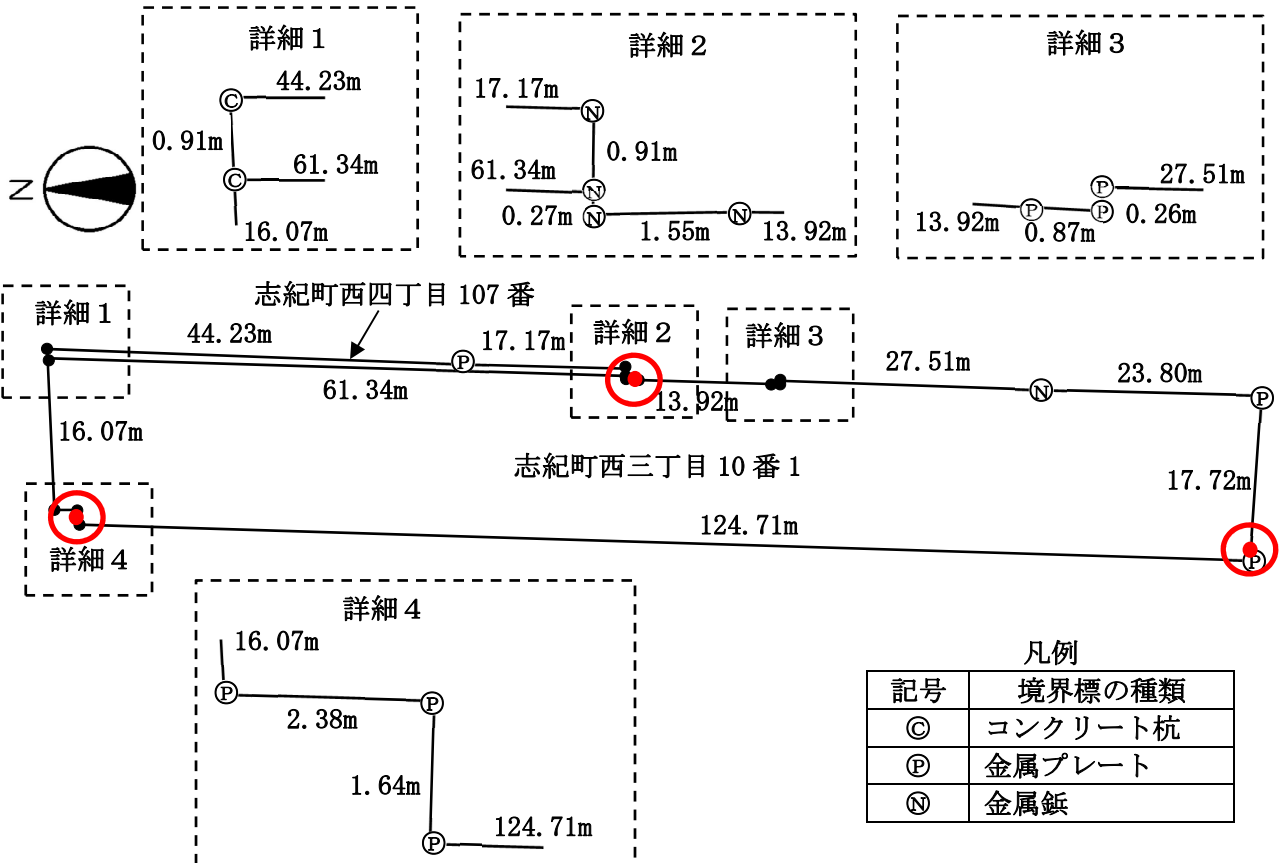 詳細1
44.23m
Ⓒ
0.91m
Ⓒ
61.34m
16.07m
詳細2
17.17m
Ⓝ
0.91m
61.34m
Ⓝ
0.27m
Ⓝ
1.55m
Ⓝ
13.92m
詳細3
27.51m
Ⓟ
13.92m
Ⓟ
0.87m
Ⓟ
0.26m
N
詳細1
志紀町西四丁目107番
44.23m
Ⓟ
17.17m
詳細2
詳細3
27.51m
23.80m
61.34m
13.92m
Ⓝ
Ⓟ
16.07m
志紀町西三丁目10番1
17.72m
124.71m
Ⓟ
詳細4
詳細4
16.07m
Ⓟ
2.38m
Ⓟ
1.64m
Ⓟ
124.71m
凡例
記号 境界標の種類
Ⓒ コンクリート杭
Ⓟ 金属プレート
Ⓝ 金属鋲